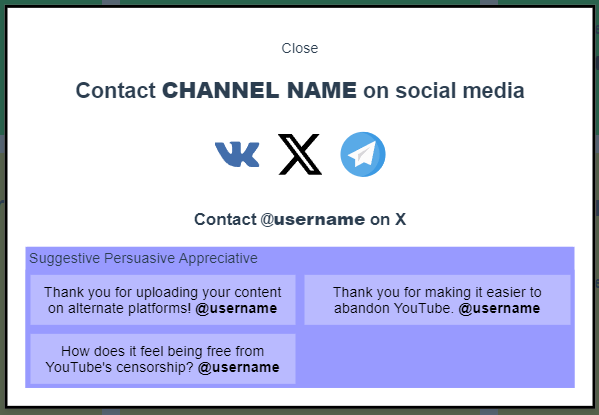 Close
Contact CHANNEL NAME on social media
Contact @username on X
Suggestive Persuasive Appreciative
Thank you for uploading your content
on alternate platforms! @username
Thank you for making it easier to
abandon YouTube. @username
How does it feel being free from
YouTube's censorship? @username